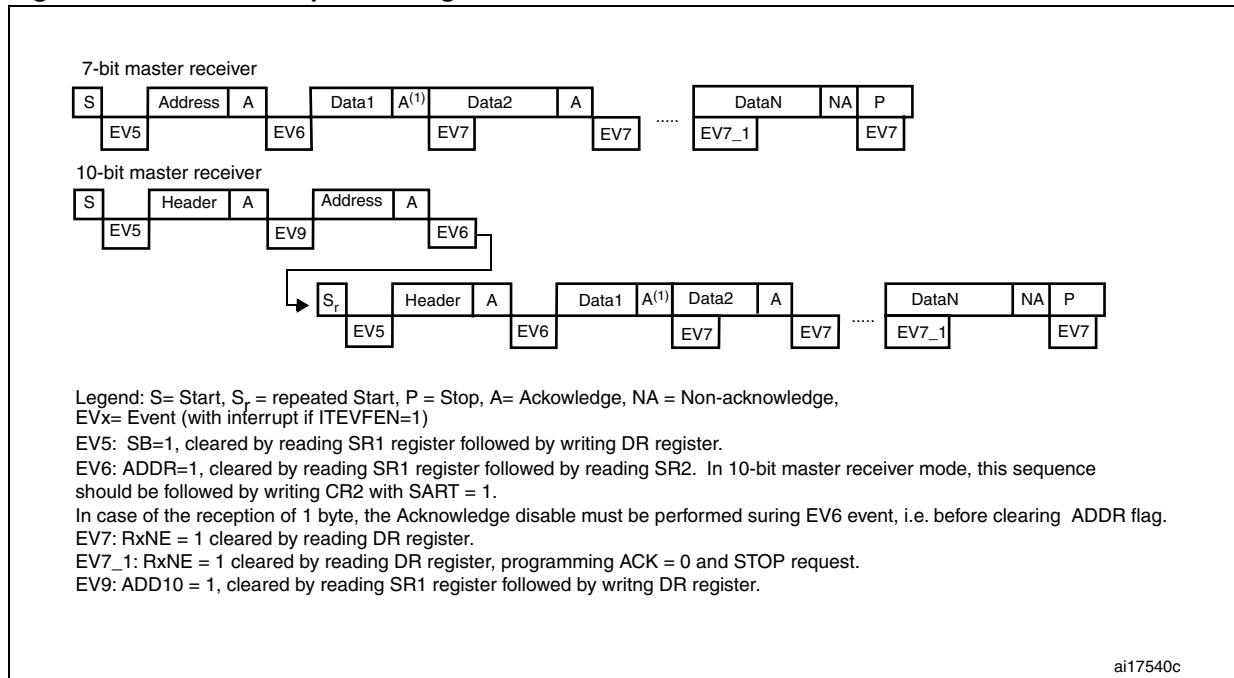 7-bit master receiver
S Address A Data1 A(1) Data2 A DataN NA P
EV5 EV6 EV7 EV7 ..... EV7_1 EV7
10-bit master receiver
S Header A Address A
EV5 EV9 EV6
Sr Header A Data1 A(1) Data2 A DataN NA P
EV5 EV6 EV7 EV7 ..... EV7_1 EV7
Legend: S= Start, Sr = repeated Start, P = Stop, A= Ackowledge, NA = Non-acknowledge,
EVx= Event (with interrupt if ITEVFEN=1)
EV5: SB=1, cleared by reading SR1 register followed by writing DR register.
EV6: ADDR=1, cleared by reading SR1 register followed by reading SR2. In 10-bit master receiver mode, this sequence
should be followed by writing CR2 with SART = 1.
In case of the reception of 1 byte, the Acknowledge disable must be performed suring EV6 event, i.e. before clearing ADDR flag.
EV7: RxNE = 1 cleared by reading DR register.
EV7_1: RxNE = 1 cleared by reading DR register, programming ACK = 0 and STOP request.
EV9: ADD10 = 1, cleared by reading SR1 register followed by writng DR register.
ai17540c